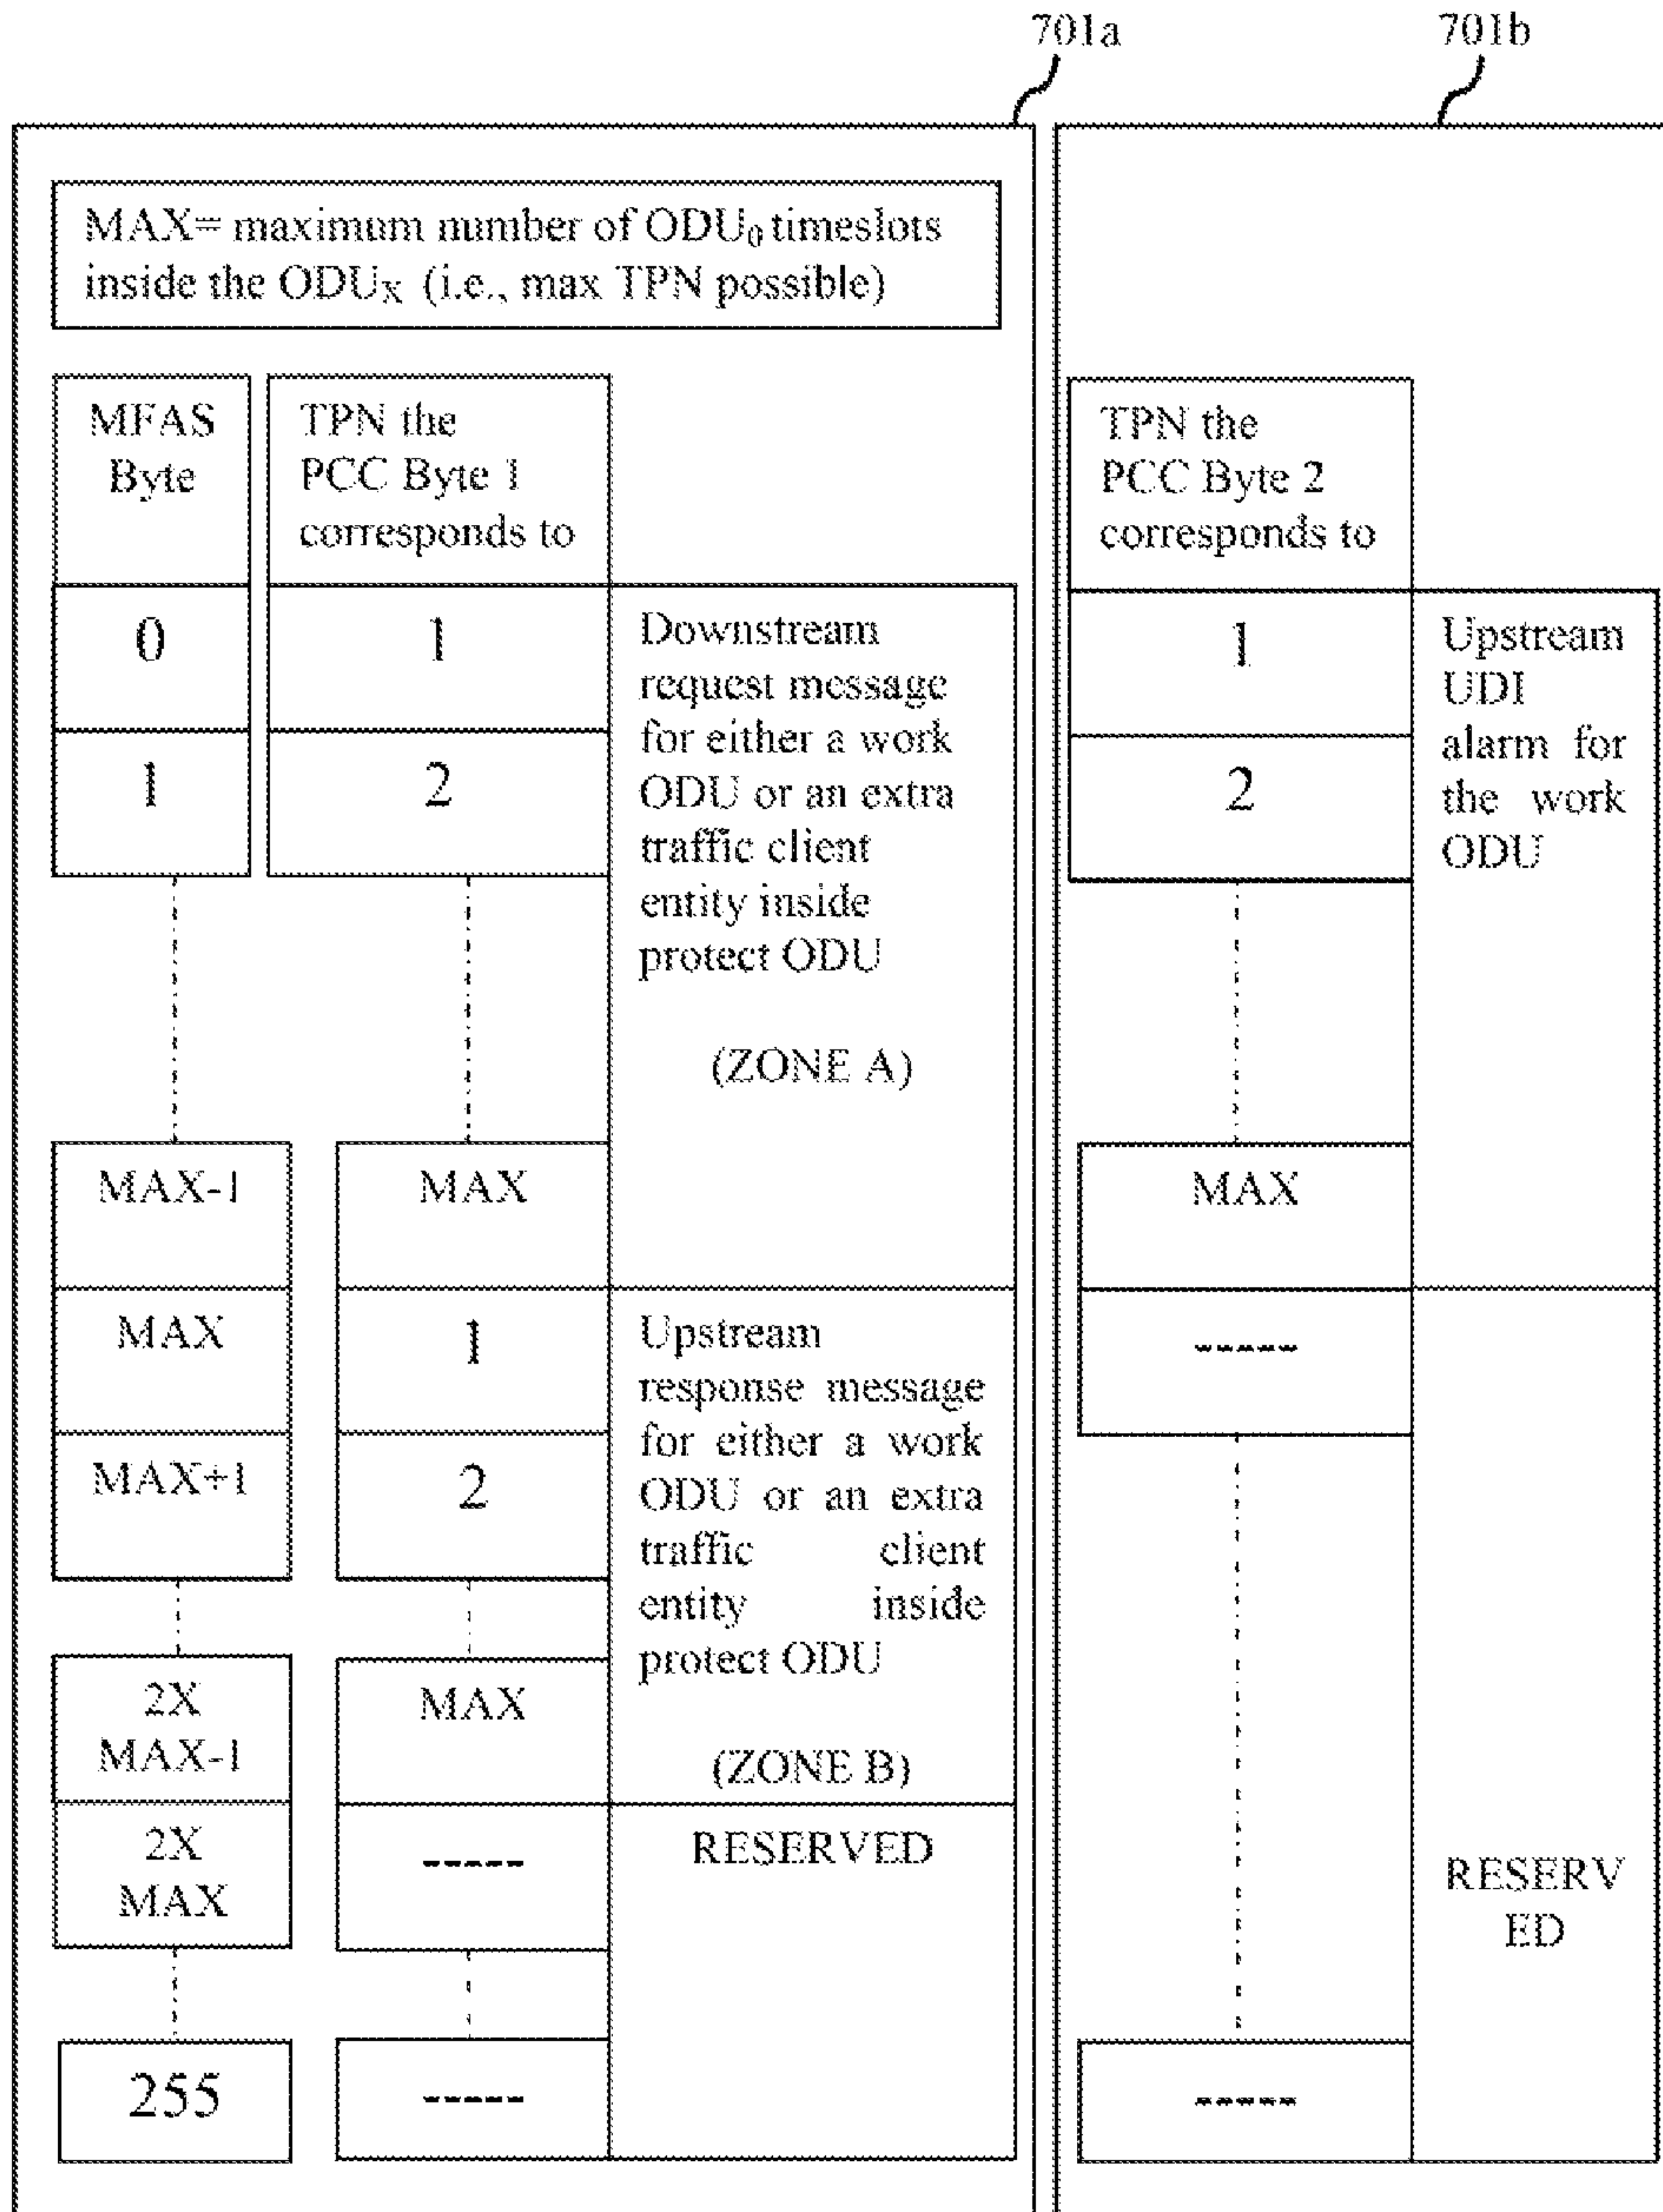 701a
701b
MAX= maximum number of ODU₀ timeslots
inside the ODUₓ (i.e., max TPN possible)
MFAS
Byte
TPN the
PCC Byte 1
corresponds to
0
1
1
2
Downstream
request message
for either a work
ODU or an extra
traffic client
entity inside
protect ODU
(ZONE A)
MAX-1
MAX
MAX
1
MAX+1
2
Upstream
response message
for either a work
ODU or an extra
traffic client
entity inside
protect ODU
(ZONE B)
2X
MAX-1
MAX
2X
MAX
-----
RESERVED
255
-----
TPN the
PCC Byte 2
corresponds to
1
2
Upstream
UDI
alarm for
the work
ODU
MAX
-----
RESERV
ED
-----